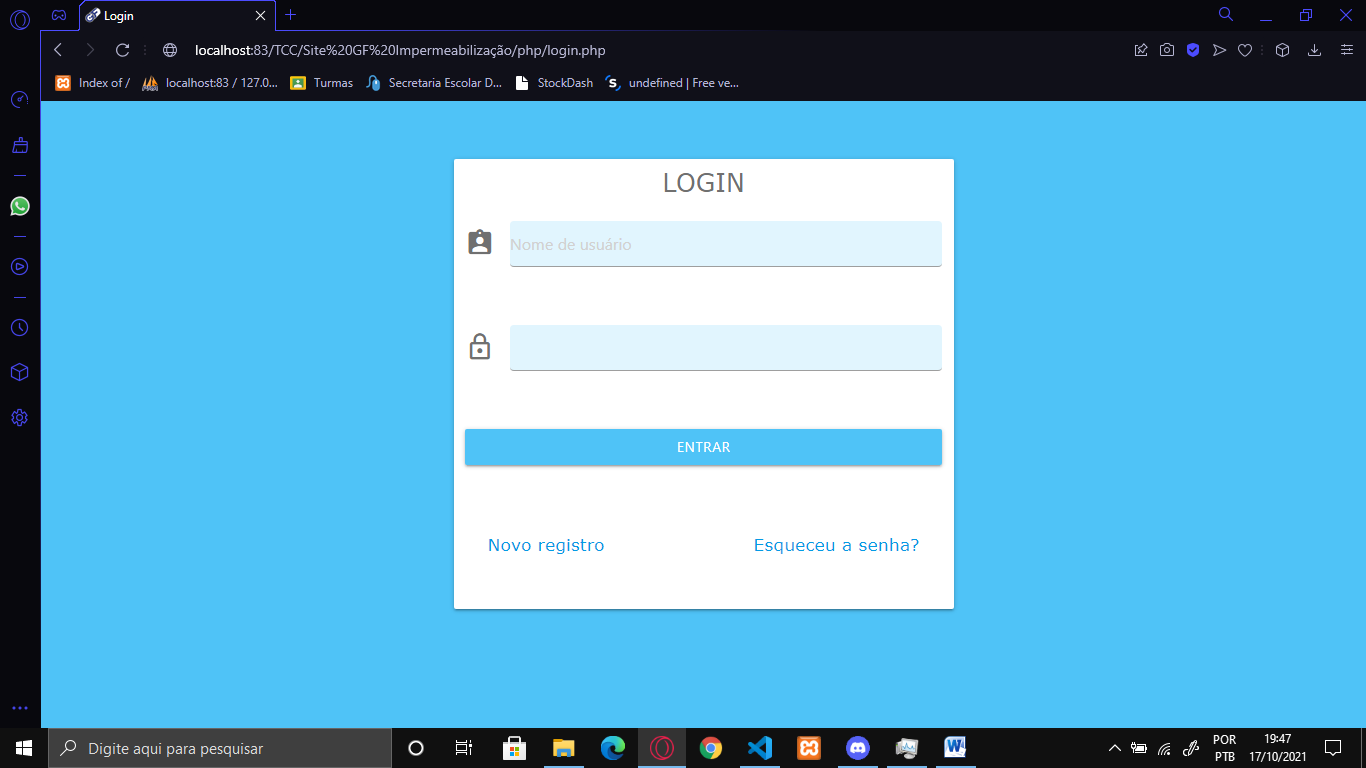 Login
localhost:83/TCC/Site%20GF%20Impermeabilização/php/login.php
Index of /
localhost:83 / 127.0...
Turmas
Secretaria Escolar D...
StockDash
undefined | Free ve...
LOGIN
Nome de usuário
ENTRAR
Novo registro
Esqueceu a senha?
Digite aqui para pesquisar
POR
PTB
19:47
17/10/2021